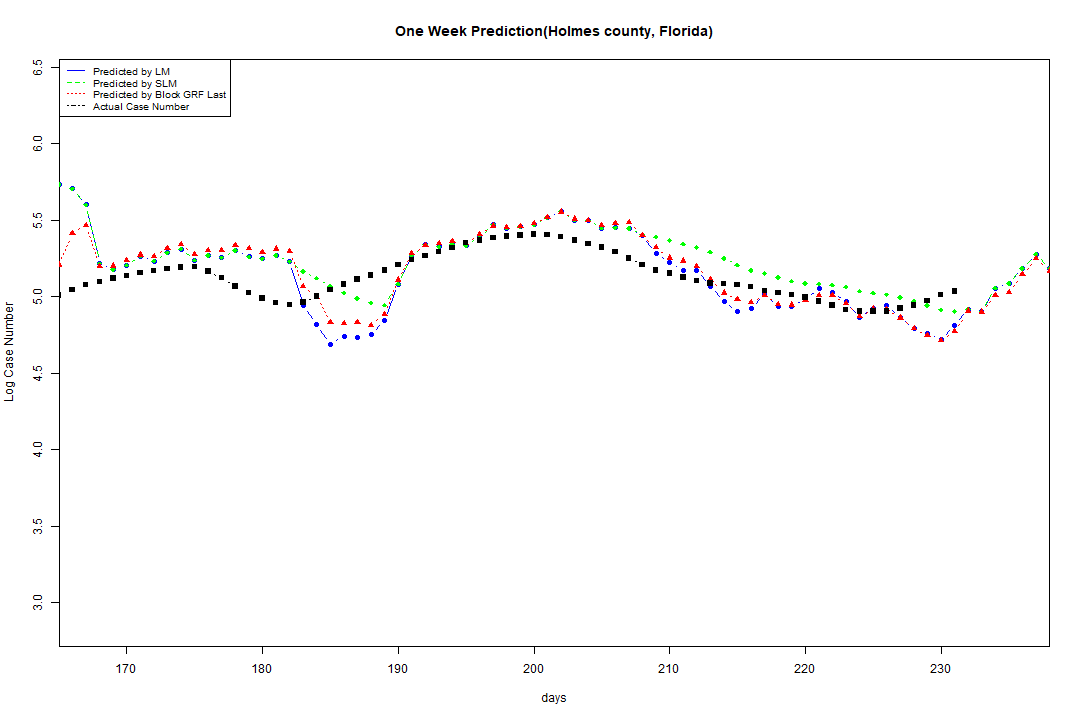 One Week Prediction(Holmes county, Florida)
Predicted by LM
Predicted by SLM
Predicted by Block GRF Last
Actual Case Number
6.5
6.0
5.5
5.0
4.5
4.0
3.5
3.0
Log Case Number
170 180 190 200 210 220 230
days